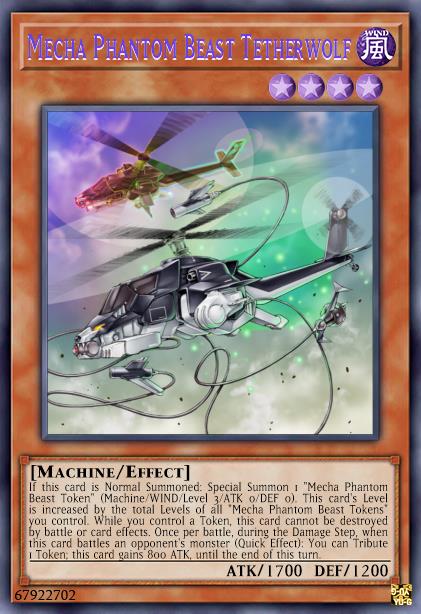 Mecha Phantom Beast Tetherwolf
WIND
風
[Machine/Effect]
If this card is Normal Summoned: Special Summon 1 "Mecha Phantom
Beast Token" (Machine/WIND/Level 3/ATK 0/DEF 0). This card's Level
is increased by the total Levels of all "Mecha Phantom Beast Tokens"
you control. While you control a Token, this card cannot be destroyed
by battle or card effects. Once per battle, during the Damage Step, when
this card battles an opponent's monster (Quick Effect): You can Tribute
1 Token; this card gains 800 ATK, until the end of this turn.
ATK/1700 DEF/1200
67922702